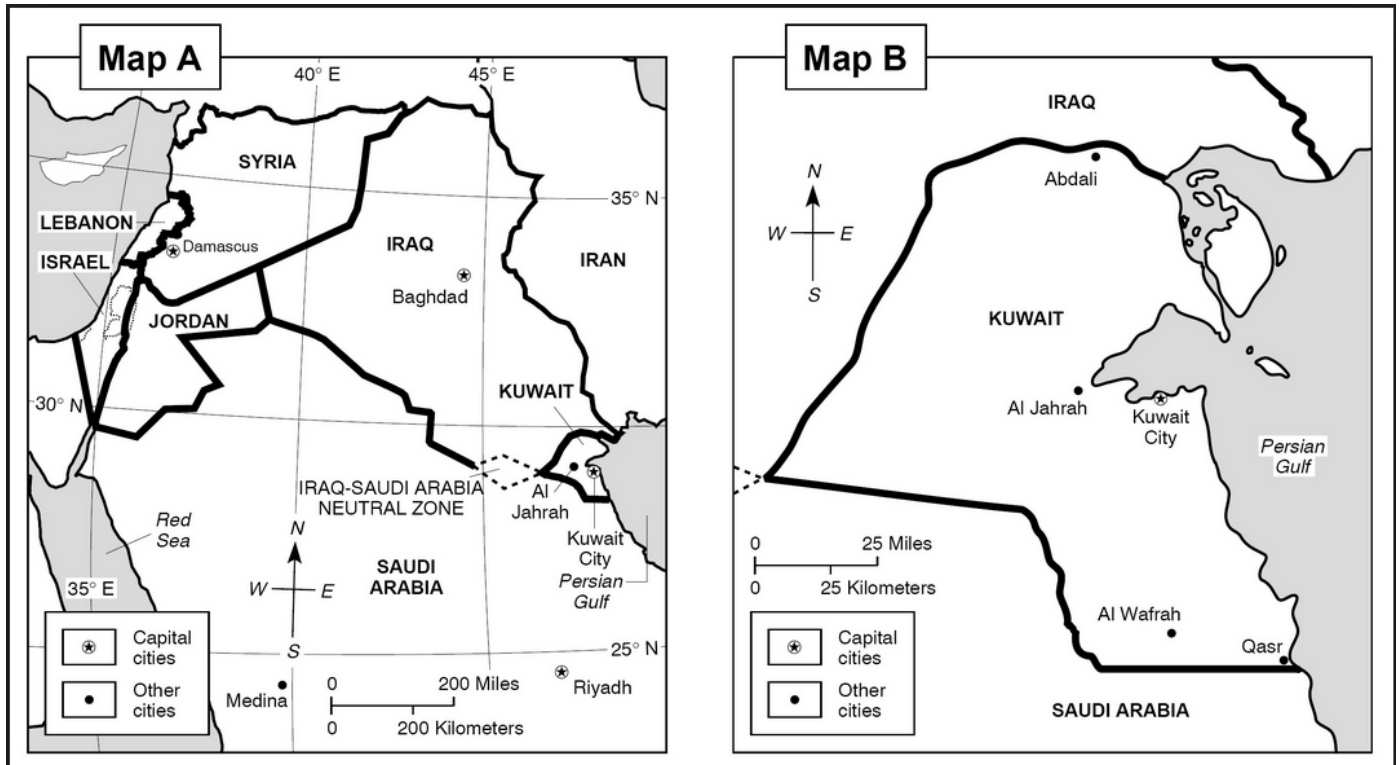 Map A
40° E
45° E
SYRIA
35° N
LEBANON
Damascus
ISRAEL
IRAQ
IRAN
Baghdad
JORDAN
KUWAIT
30° N
IRAQ-SAUDI ARABIA
NEUTRAL ZONE
Al
Jahrah
Kuwait
City
Persian
Gulf
Red
Sea
N
W
E
S
SAUDI
ARABIA
35° E
25° N
Capital
cities
Other
cities
Medina
Riyadh
0
200 Miles
0
200 Kilometers
Map B
IRAQ
Abdali
N
W
E
S
KUWAIT
Al Jahrah
Kuwait
City
Persian
Gulf
0
25 Miles
0
25 Kilometers
Capital
cities
Other
cities
Al Wafrah
Qasr
SAUDI ARABIA